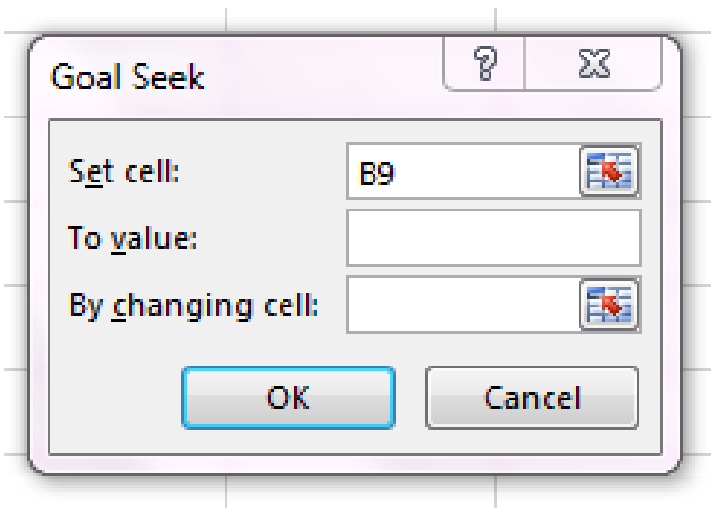 Goal Seek ?
Set cell: B9
To value:
By changing cell:
OK Cancel